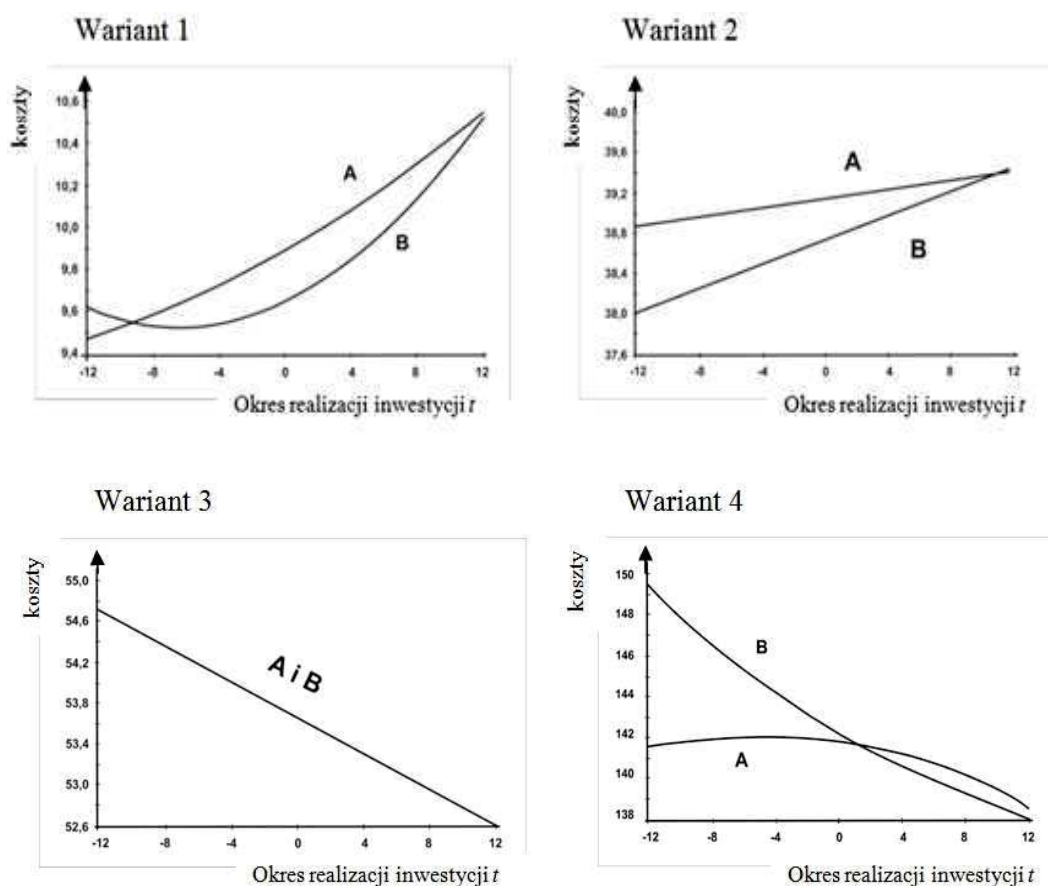 Wariant 1
koszty
10,6
10,4
10,2
10,0
9,8
9,6
9,4
A
B
-12 -8 -4 0 4 8 12
Okres realizacji inwestycji t
Wariant 2
koszty
40,0
39,6
39,2
38,8
38,4
38,0
37,6
A
B
-12 -8 -4 0 4 8 12
Okres realizacji inwestycji t
Wariant 3
koszty
55,0
54,6
54,2
53,8
53,4
53,0
52,6
A i B
-12 -8 -4 0 4 8 12
Okres realizacji inwestycji t
Wariant 4
koszty
150
148
146
144
142
140
138
B
A
-12 -8 -4 0 4 8 12
Okres realizacji inwestycji t